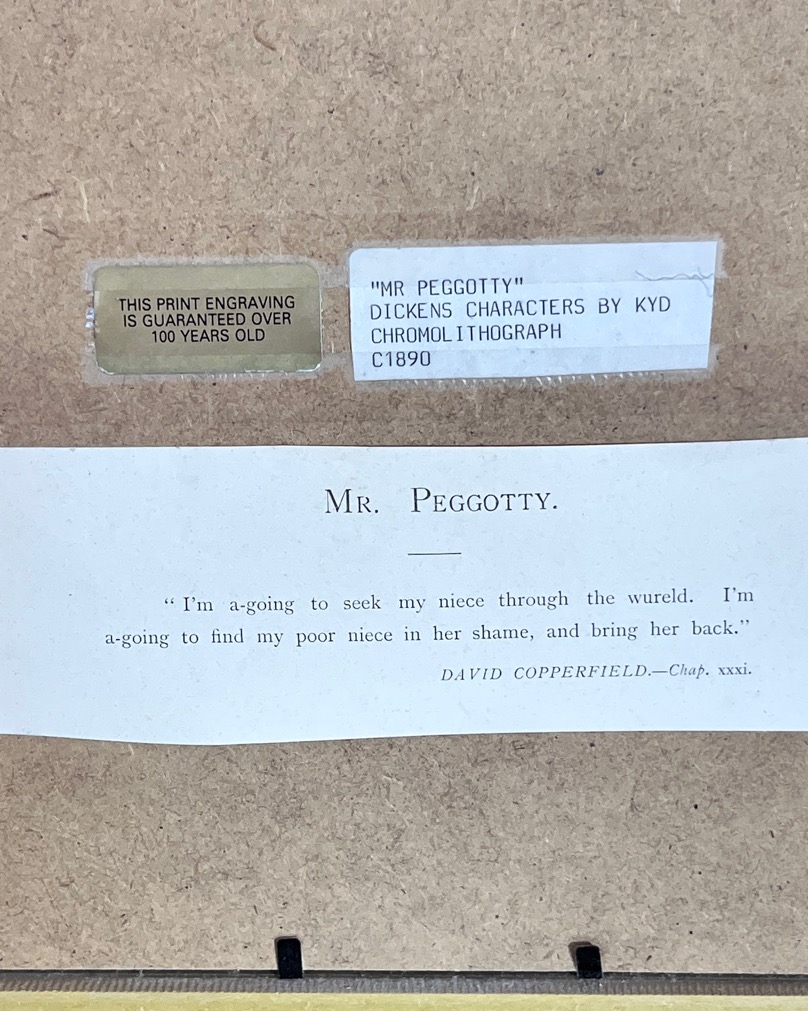 THIS PRINT ENGRAVING
IS GUARANTEED OVER
100 YEARS OLD
"MR PEGGOTTY"
DICKENS CHARACTERS BY KYD
CHROMOLITHOGRAPH
C1890
MR. PEGGOTTY.
“ I'm a-going to seek my niece through the wureld. I'm
a-going to find my poor niece in her shame, and bring her back.”
DAVID COPPERFIELD.—Chap. xxxi.